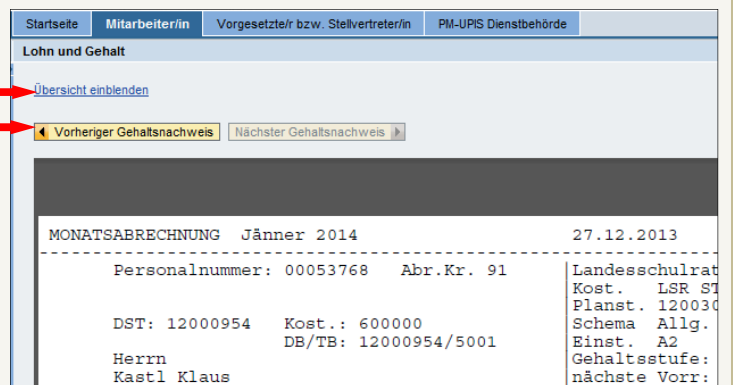 Startseite Mitarbeiter/in Vorgesetzte/r bzw. Stellvertreter/in PM-UPIS Dienstbehörde
Lohn und Gehalt
Übersicht einblenden
Vorheriger Gehaltsnachweis Nächster Gehaltsnachweis
MONATSABRECHNUNG Jänner 2014 27.12.2013
Personalnummer: 00053768 Abr.Kr. 91 Landesschulrat
Kost. LSR ST
Planst. 120030
DST: 12000954 Kost.: 600000 Schema Allg.
DB/TB: 12000954/5001 Einst. A2
Herrn Gehaltsstufe:
Kastl Klaus nächste Vorr: